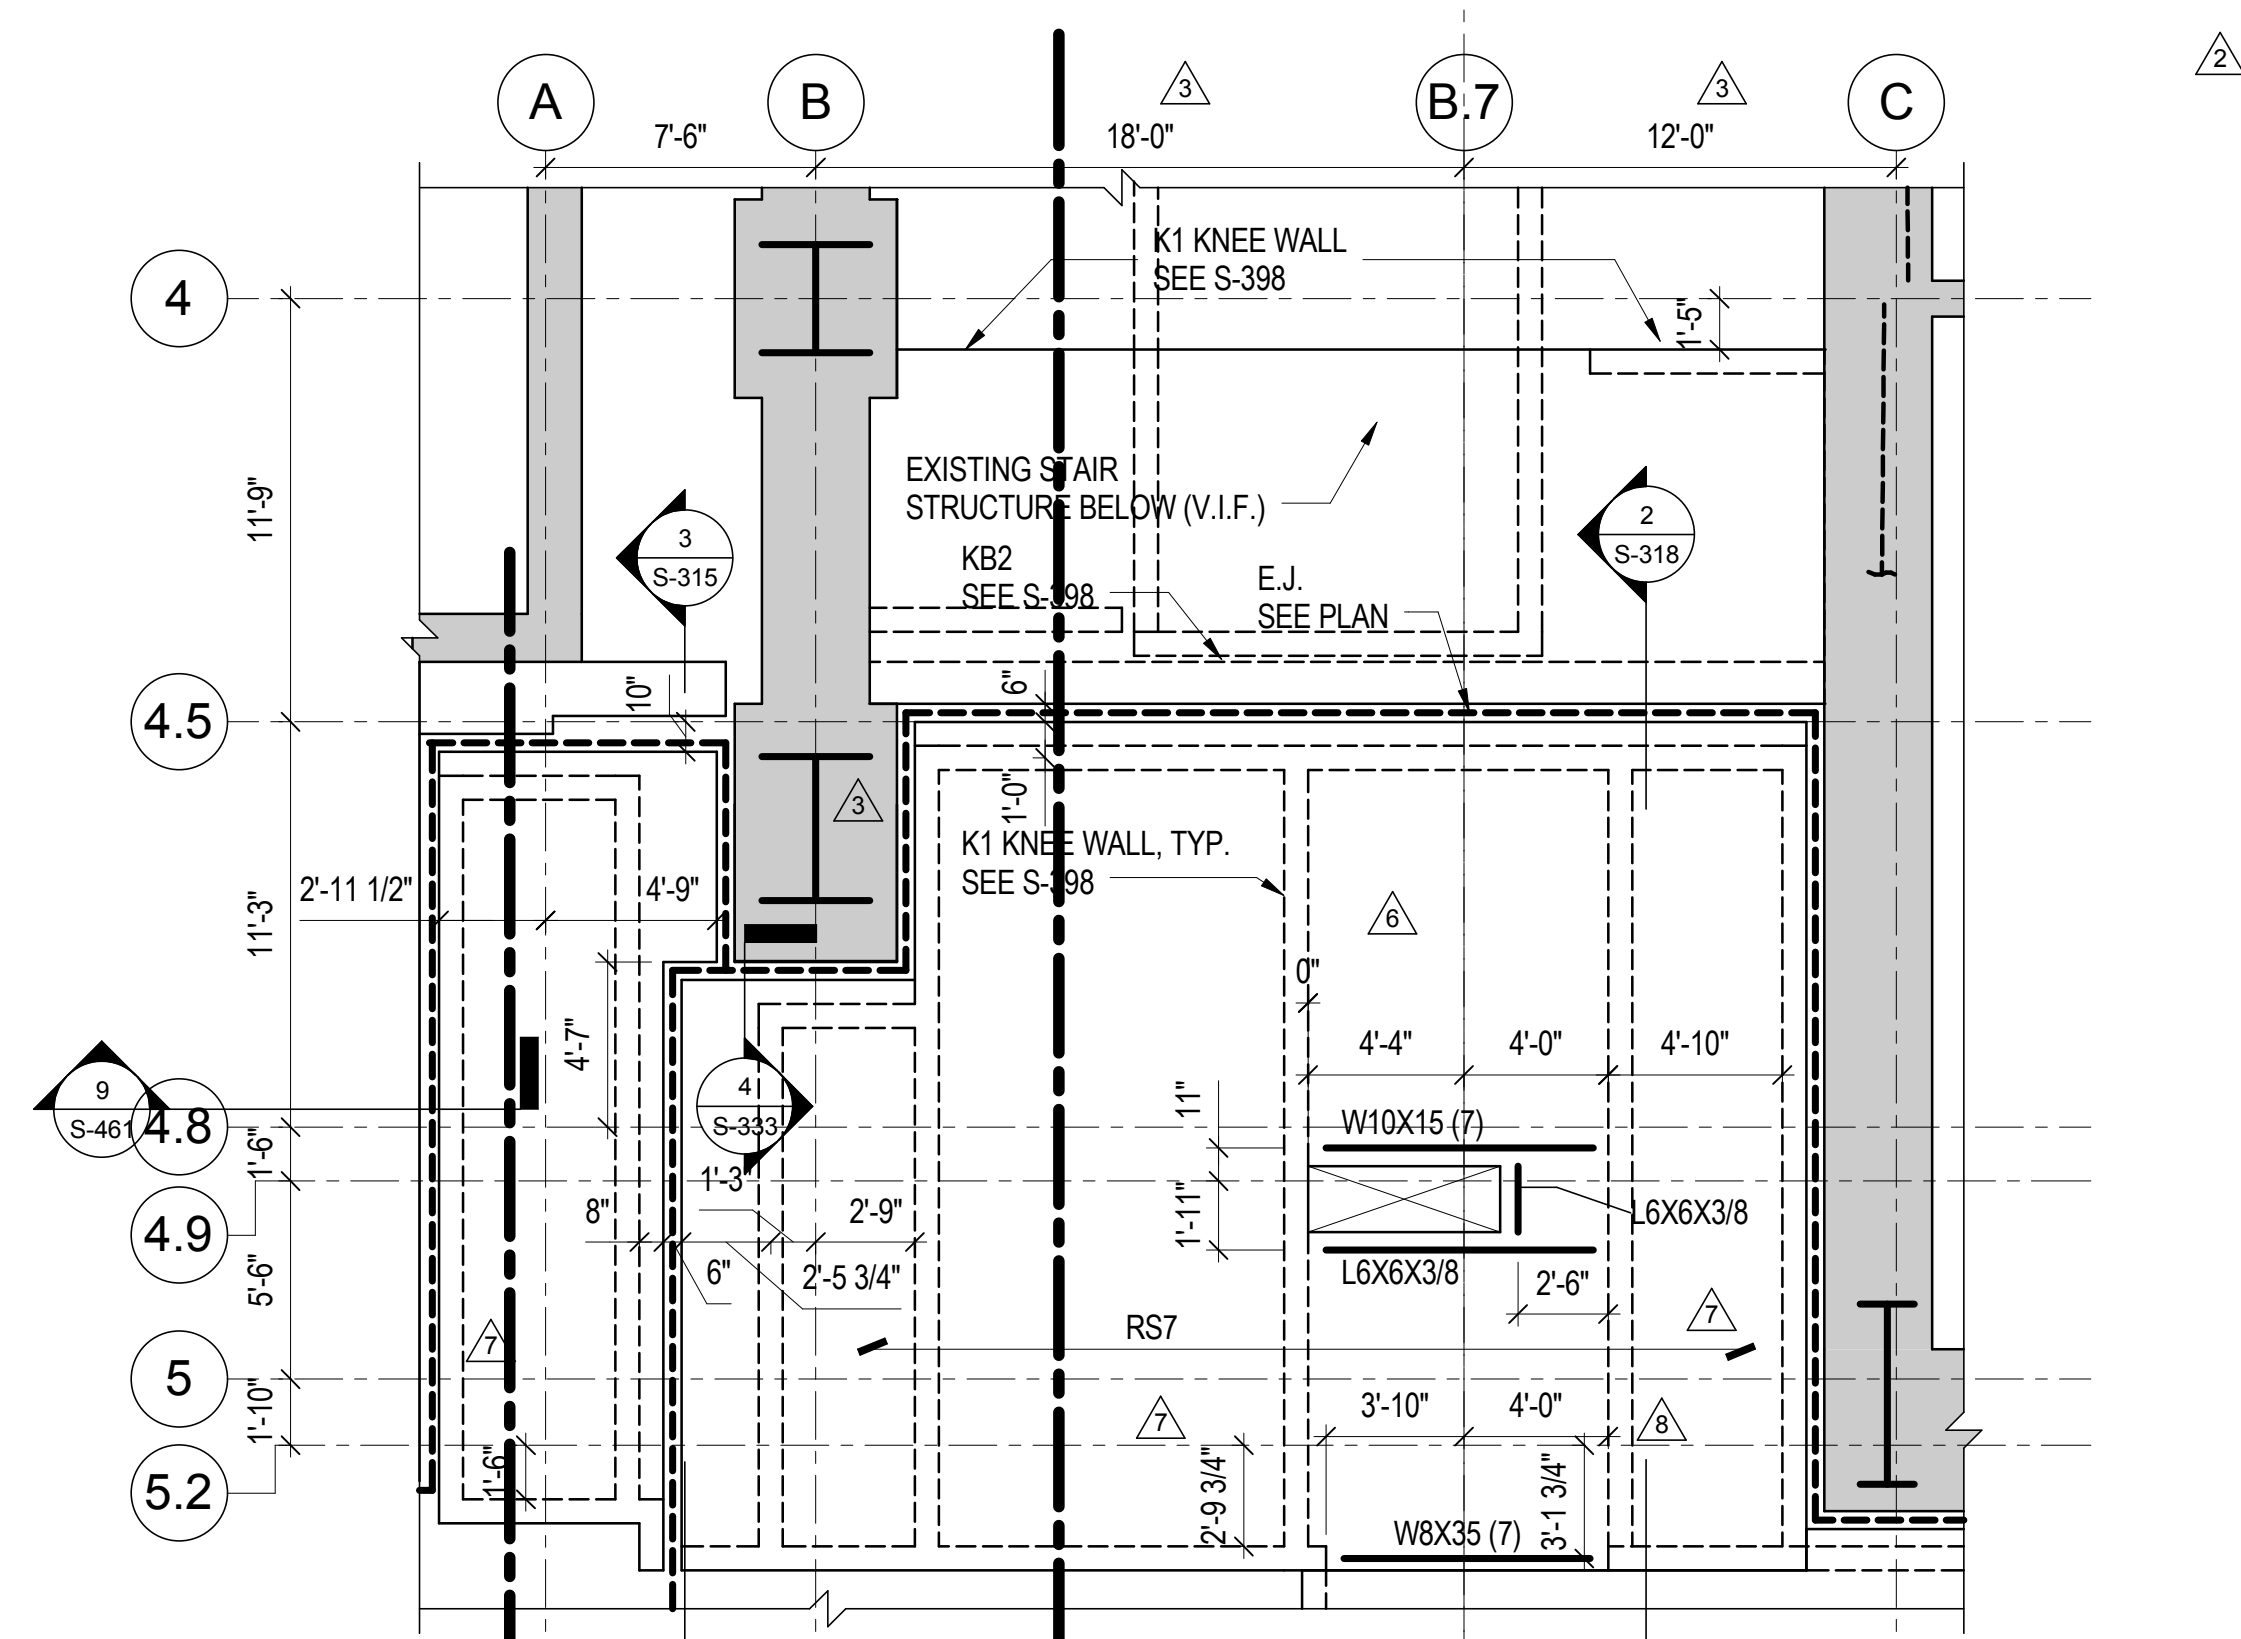 2
3
3
A
B
B.7
C
7'-6"
18'-0"
12'-0"
K1 KNEE WALL
SEE S-398
4
1'-5"
EXISTING STAIR
STRUCTURE BELOW (V.I.F.)
11'-9"
3
S-315
2
S-318
KB2
SEE S-398
E.J.
SEE PLAN
10"
6"
4.5
1'-0"
3
K1 KNEE WALL, TYP.
SEE S-398
2'-11 1/2"
4'-9"
11'-3"
6
0"
4'-7"
4'-4"
4'-0"
4'-10"
9
S-461
4.8
4
S-333
11"
W10X15 (7)
1'-6"
1'-3"
8"
2'-9"
1'-11"
L6X6X3/8
4.9
6"
2'-5 3/4"
L6X6X3/8
2'-6"
5'-6"
7
RS7
7
5
1'-10"
3'-10"
4'-0"
7
8
1'-6"
2'-9 3/4"
3'-1 3/4"
5.2
W8X35 (7)